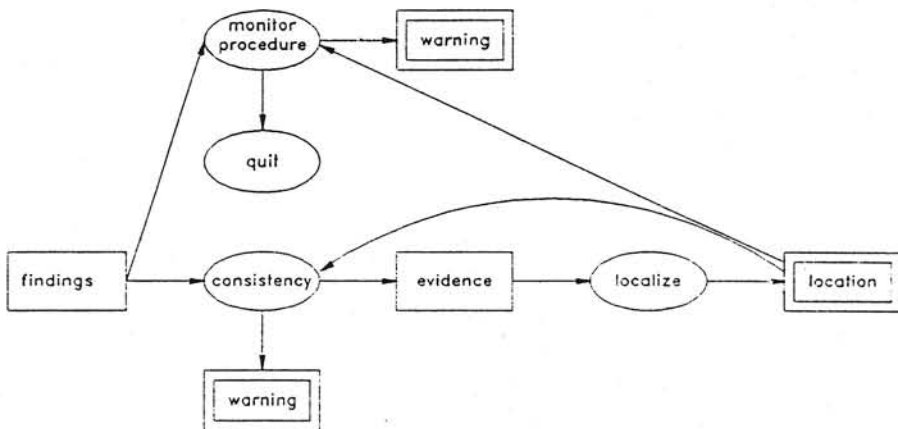 monitor
procedure
warning
quit
findings
consistency
evidence
localize
location
warning